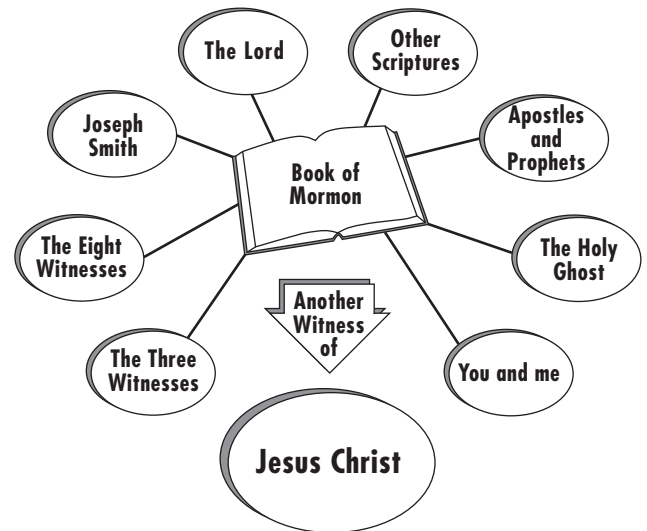 The Lord
Other
Scriptures
Joseph
Smith
Apostles
and
Prophets
Book of
Mormon
The Eight
Witnesses
The Holy
Ghost
Another
Witness
of
The Three
Witnesses
You and me
Jesus Christ